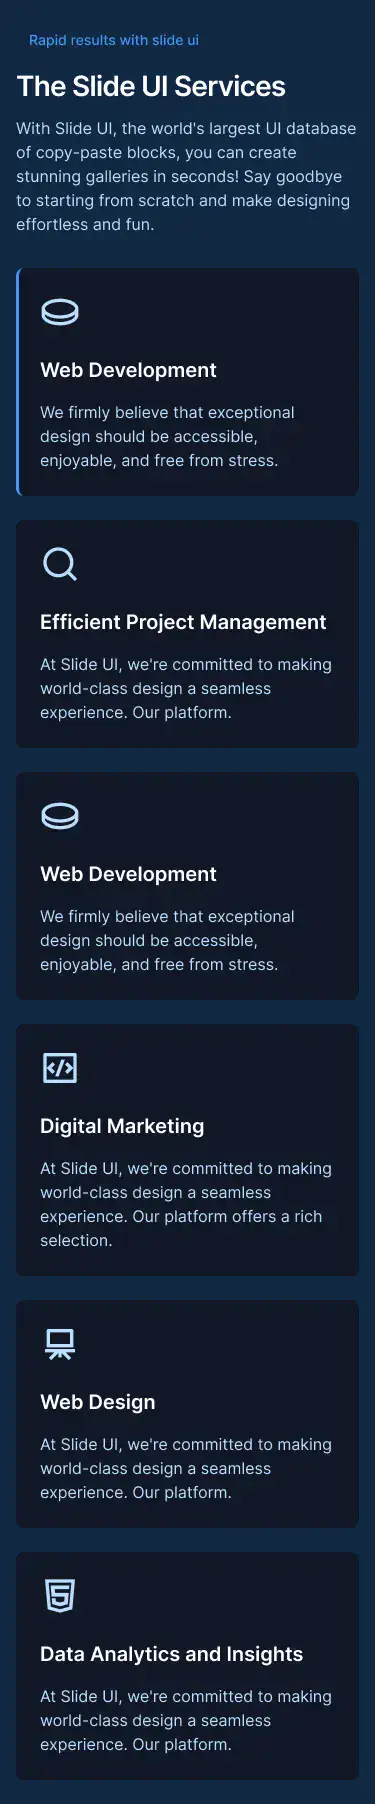 Rapid results with slide ui
The Slide UI Services
With Slide UI, the world's largest UI database
of copy-paste blocks, you can create
stunning galleries in seconds! Say goodbye
to starting from scratch and make designing
effortless and fun.
Web Development
We firmly believe that exceptional
design should be accessible,
enjoyable, and free from stress.
Efficient Project Management
At Slide UI, we're committed to making
world-class design a seamless
experience. Our platform.
Web Development
We firmly believe that exceptional
design should be accessible,
enjoyable, and free from stress.
Digital Marketing
At Slide UI, we're committed to making
world-class design a seamless
experience. Our platform offers a rich
selection.
Web Design
At Slide UI, we're committed to making
world-class design a seamless
experience. Our platform.
Data Analytics and Insights
At Slide UI, we're committed to making
world-class design a seamless
experience. Our platform.